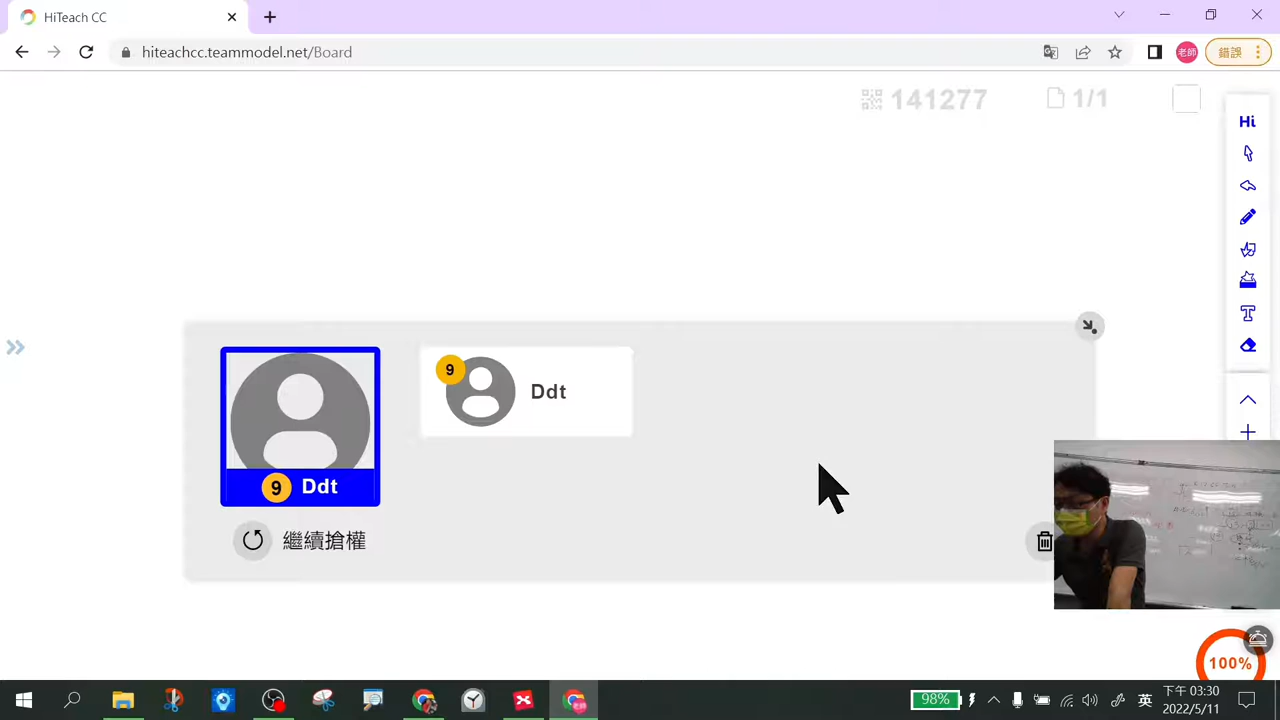 HiTeach CC
hiteachcc.teammodel.net/Board
老師
錯誤
141277
1/1
Hi
9
Ddt
9 Ddt
繼續搶權
100%
98%
英
下午 03:30
2022/5/11